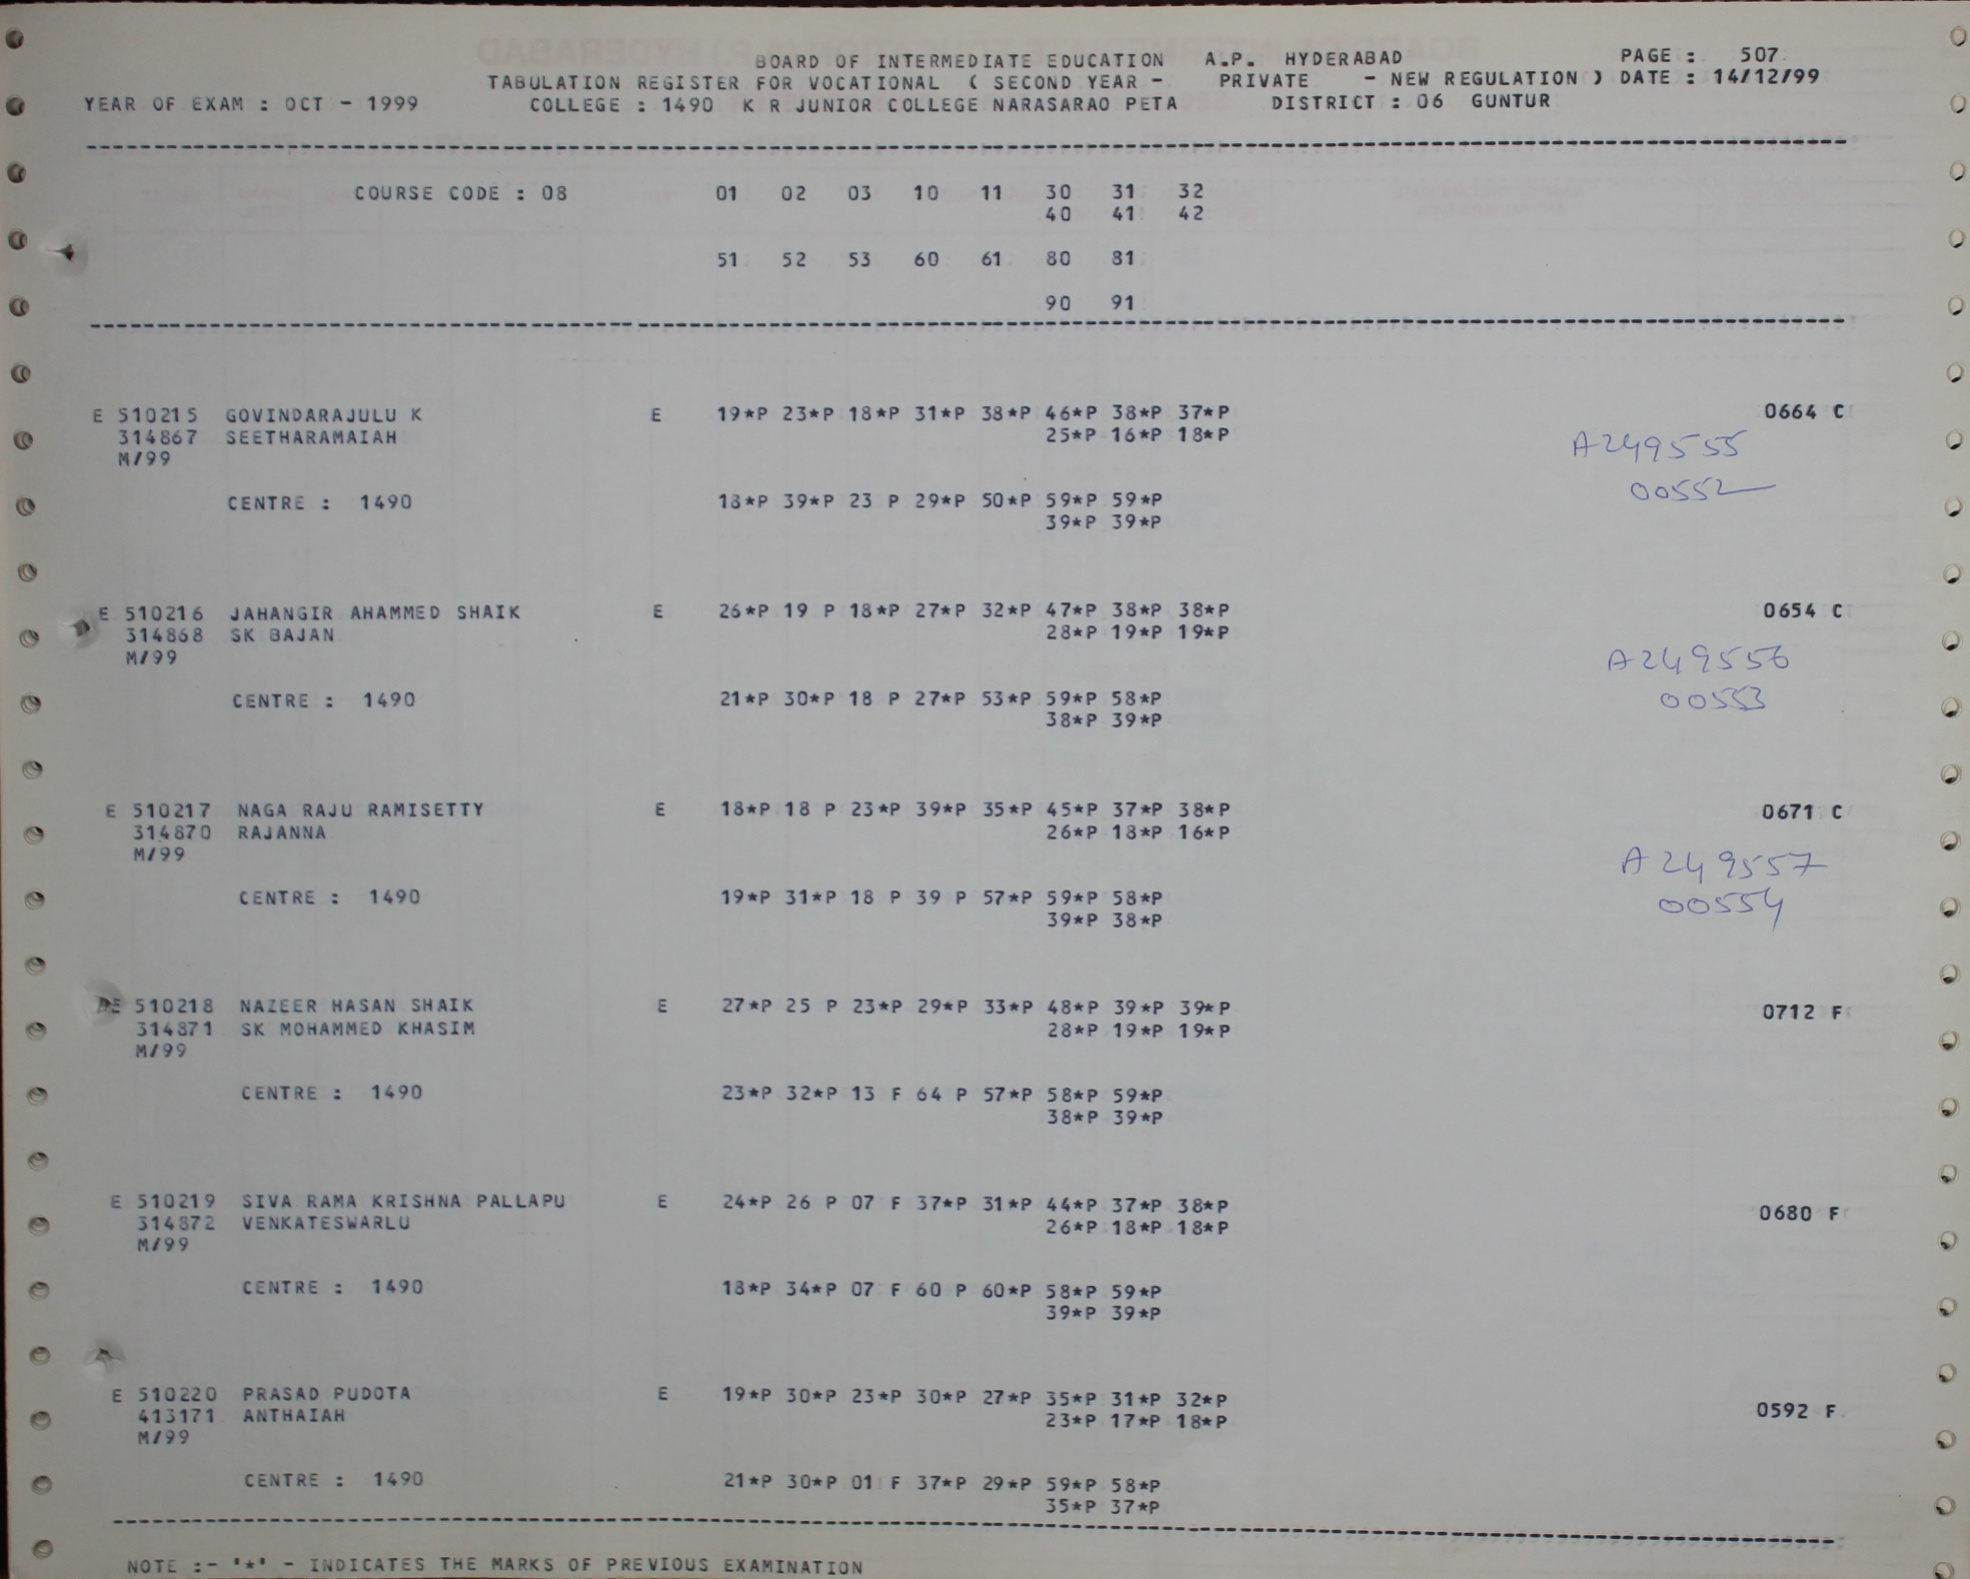 BOARD OF INTERMEDIATE EDUCATION A.P. HYDERABAD PAGE : 507
TABULATION REGISTER FOR VOCATIONAL ( SECOND YEAR - PRIVATE - NEW REGULATION ) DATE : 14/12/99
YEAR OF EXAM : OCT - 1999 COLLEGE : 1490 K R JUNIOR COLLEGE NARASARAO PETA DISTRICT : 06 GUNTUR
COURSE CODE : 08 01 02 03 10 11 30 31 32
40 41 42
51 52 53 60 61 80 81
90 91
E 510215 GOVINDARAJULU K E 19*P 23*P 18*P 31*P 38*P 46*P 38*P 37*P 0664 C
314867 SEETHARAMAIAH 25*P 16*P 18*P
A249555
M/99
00552
CENTRE : 1490 18*P 39*P 23 P 29*P 50*P 59*P 59*P
39*P 39*P
E 510216 JAHANGIR AHAMMED SHAIK E 26*P 19 P 18*P 27*P 32*P 47*P 38*P 38*P 0654 C
314868 SK BAJAN 28*P 19*P 19*P
M/99 A249556
CENTRE : 1490 21*P 30*P 18 P 27*P 53*P 59*P 58*P 00553
38*P 39*P
E 510217 NAGA RAJU RAMISETTY E 18*P 18 P 23*P 39*P 35*P 45*P 37*P 38*P 0671 C
314870 RAJANNA 26*P 18*P 16*P
M/99 A249557
CENTRE : 1490 19*P 31*P 18 P 39 P 57*P 59*P 58*P 00554
39*P 38*P
E 510218 NAZEER HASAN SHAIK E 27*P 25 P 23*P 29*P 33*P 48*P 39*P 39*P 0712 F
314871 SK MOHAMMED KHASIM 28*P 19*P 19*P
M/99
CENTRE : 1490 23*P 32*P 13 F 64 P 57*P 58*P 59*P
38*P 39*P
E 510219 SIVA RAMA KRISHNA PALLAPU E 24*P 26 P 07 F 37*P 31*P 44*P 37*P 38*P 0680 F
314872 VENKATESWARLU 26*P 18*P 18*P
M/99
CENTRE : 1490 18*P 34*P 07 F 60 P 60*P 58*P 59*P
39*P 39*P
E 510220 PRASAD PUDOTA E 19*P 30*P 23*P 30*P 27*P 35*P 31*P 32*P 0592 F
413171 ANTHAIAH 23*P 17*P 18*P
M/99
CENTRE : 1490 21*P 30*P 01 F 37*P 29*P 59*P 58*P
35*P 37*P
NOTE :- '*' - INDICATES THE MARKS OF PREVIOUS EXAMINATION